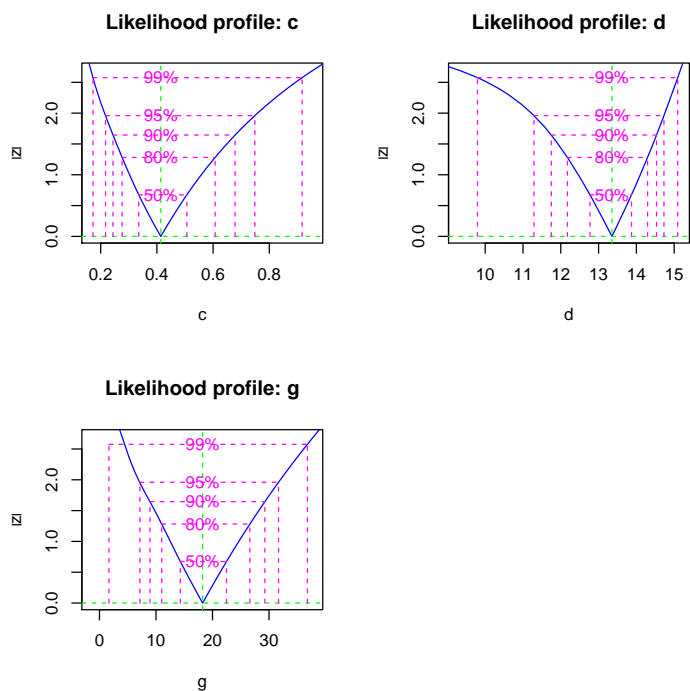 Likelihood profile: c
|z|
0.0 1.0 2.0
99%
95%
90%
80%
50%
0.2 0.4 0.6 0.8
c
Likelihood profile: d
|z|
0.0 1.0 2.0
99%
95%
90%
80%
50%
10 11 12 13 14 15
d
Likelihood profile: g
|z|
0.0 1.0 2.0
99%
95%
90%
80%
50%
0 10 20 30
g